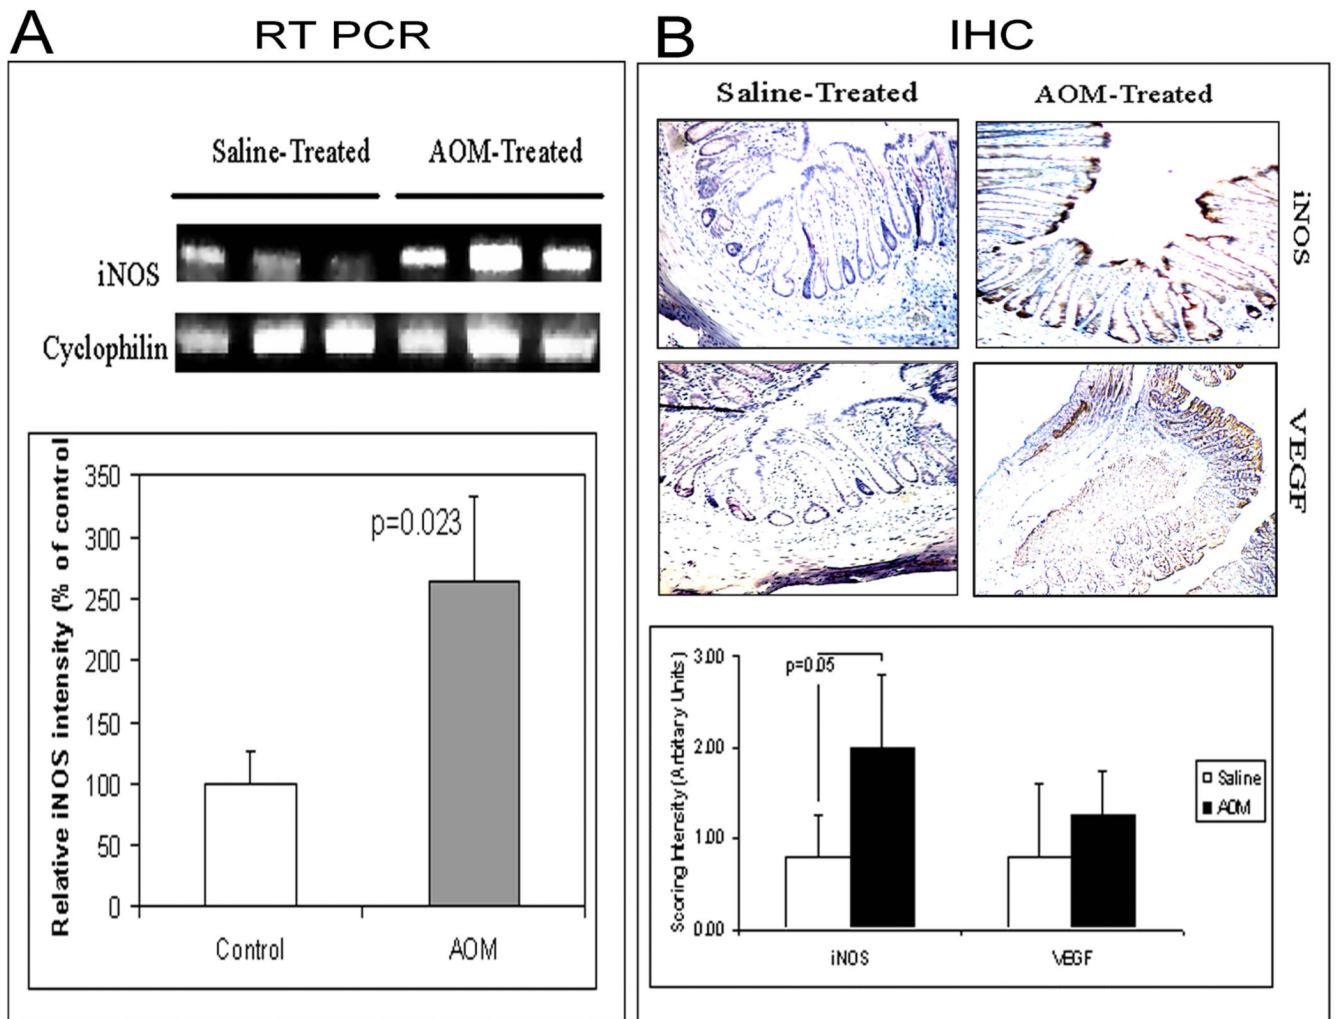 A
RT PCR
Saline-Treated
AOM-Treated
iNOS
Cyclophilin
Relative iNOS intensity (% of control
350
300
250
200
150
100
50
0
p=0.023
Control
AOM
B
IHC
Saline-Treated
AOM-Treated
iNOS
VEGF
Scoring Intensity (Arbitary Units)
3.00
2.00
1.00
0.00
p=0.05
iNOS
VEGF
Saline
AOM